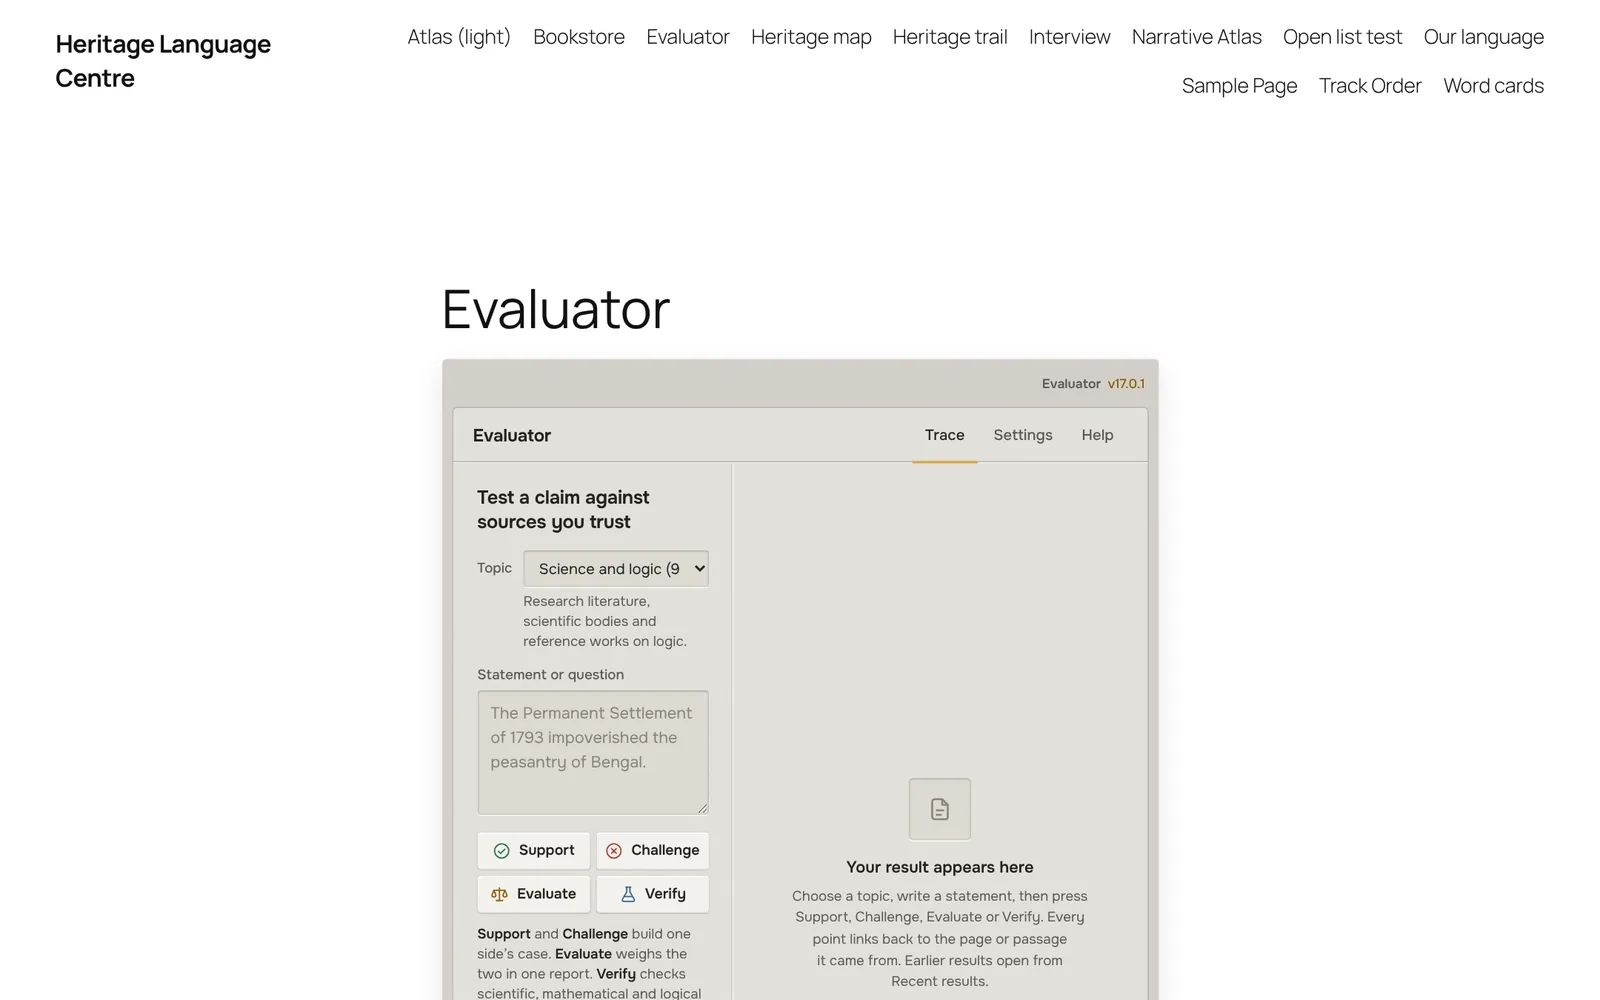 Heritage Language
Centre
Atlas (light) Bookstore Evaluator Heritage map Heritage trail Interview Narrative Atlas Open list test Our language
Sample Page Track Order Word cards
Evaluator
Evaluator v17.0.1
Evaluator
Trace Settings Help
Test a claim against
sources you trust
Topic Science and logic (9
Research literature,
scientific bodies and
reference works on logic.
Statement or question
The Permanent Settlement
of 1793 impoverished the
peasantry of Bengal.
Support Challenge
Evaluate Verify
Support and Challenge build one
side's case. Evaluate weighs the
two in one report. Verify checks
scientific, mathematical and logical
Your result appears here
Choose a topic, write a statement, then press
Support, Challenge, Evaluate or Verify. Every
point links back to the page or passage
it came from. Earlier results open from
Recent results.